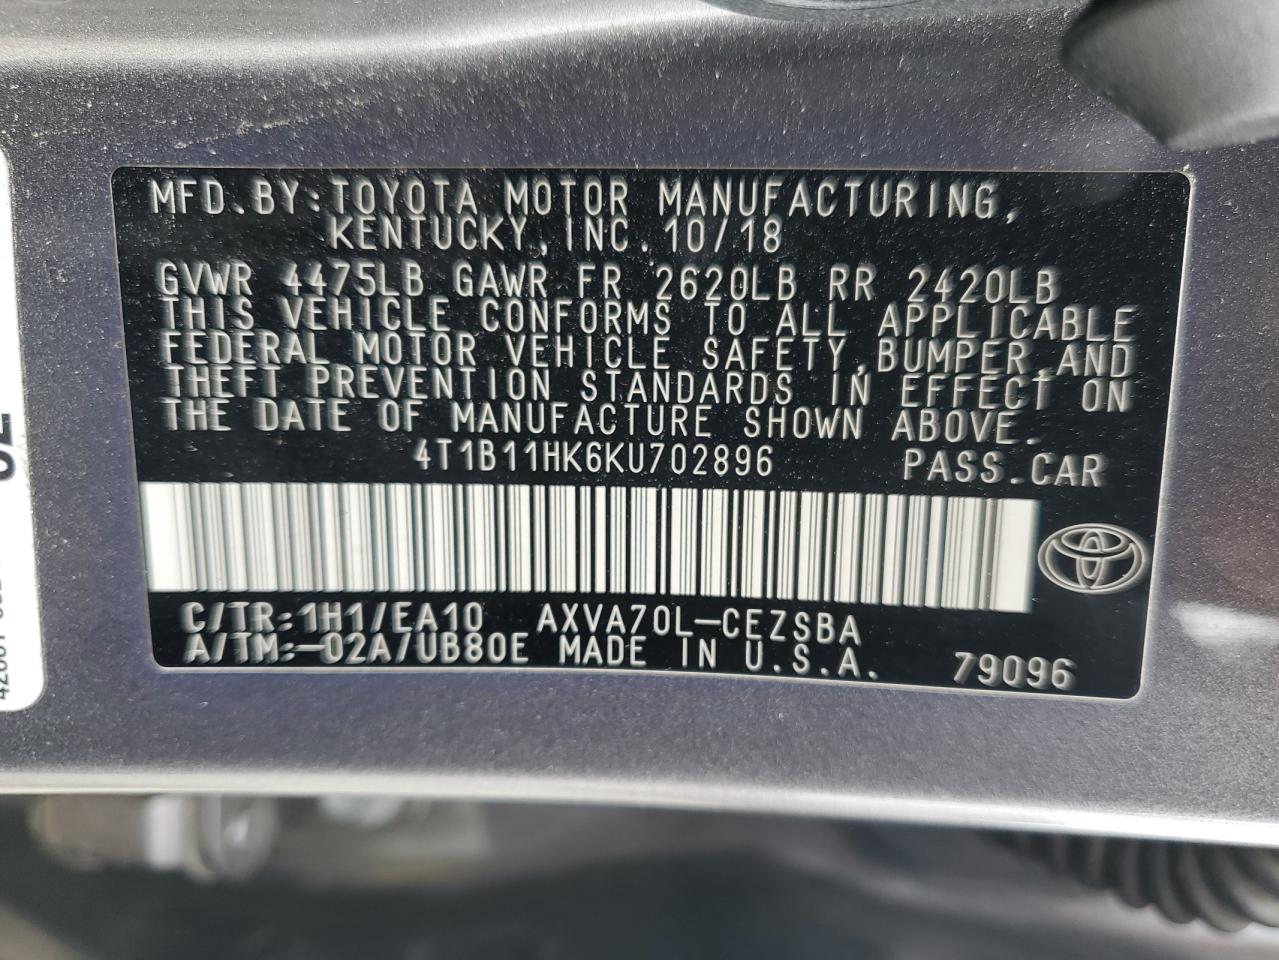 MFD.BY:TOYOTA MOTOR MANUFACTURING,
KENTUCKY,INC.10/18
GVWR 4475LB GAWR FR 2620LB RR 2420LB
THIS VEHICLE CONFORMS TO ALL APPLICABLE
FEDERAL MOTOR VEHICLE SAFETY,BUMPER,AND
THEFT PREVENTION STANDARDS IN EFFECT ON
THE DATE OF MANUFACTURE SHOWN ABOVE.
4T1B11HK6KU702896 PASS.CAR
C/TR:1H1/EA10 AXVA70L-CEZSBA
A/TM:-02A/UB80E MADE IN U.S.A. 79096